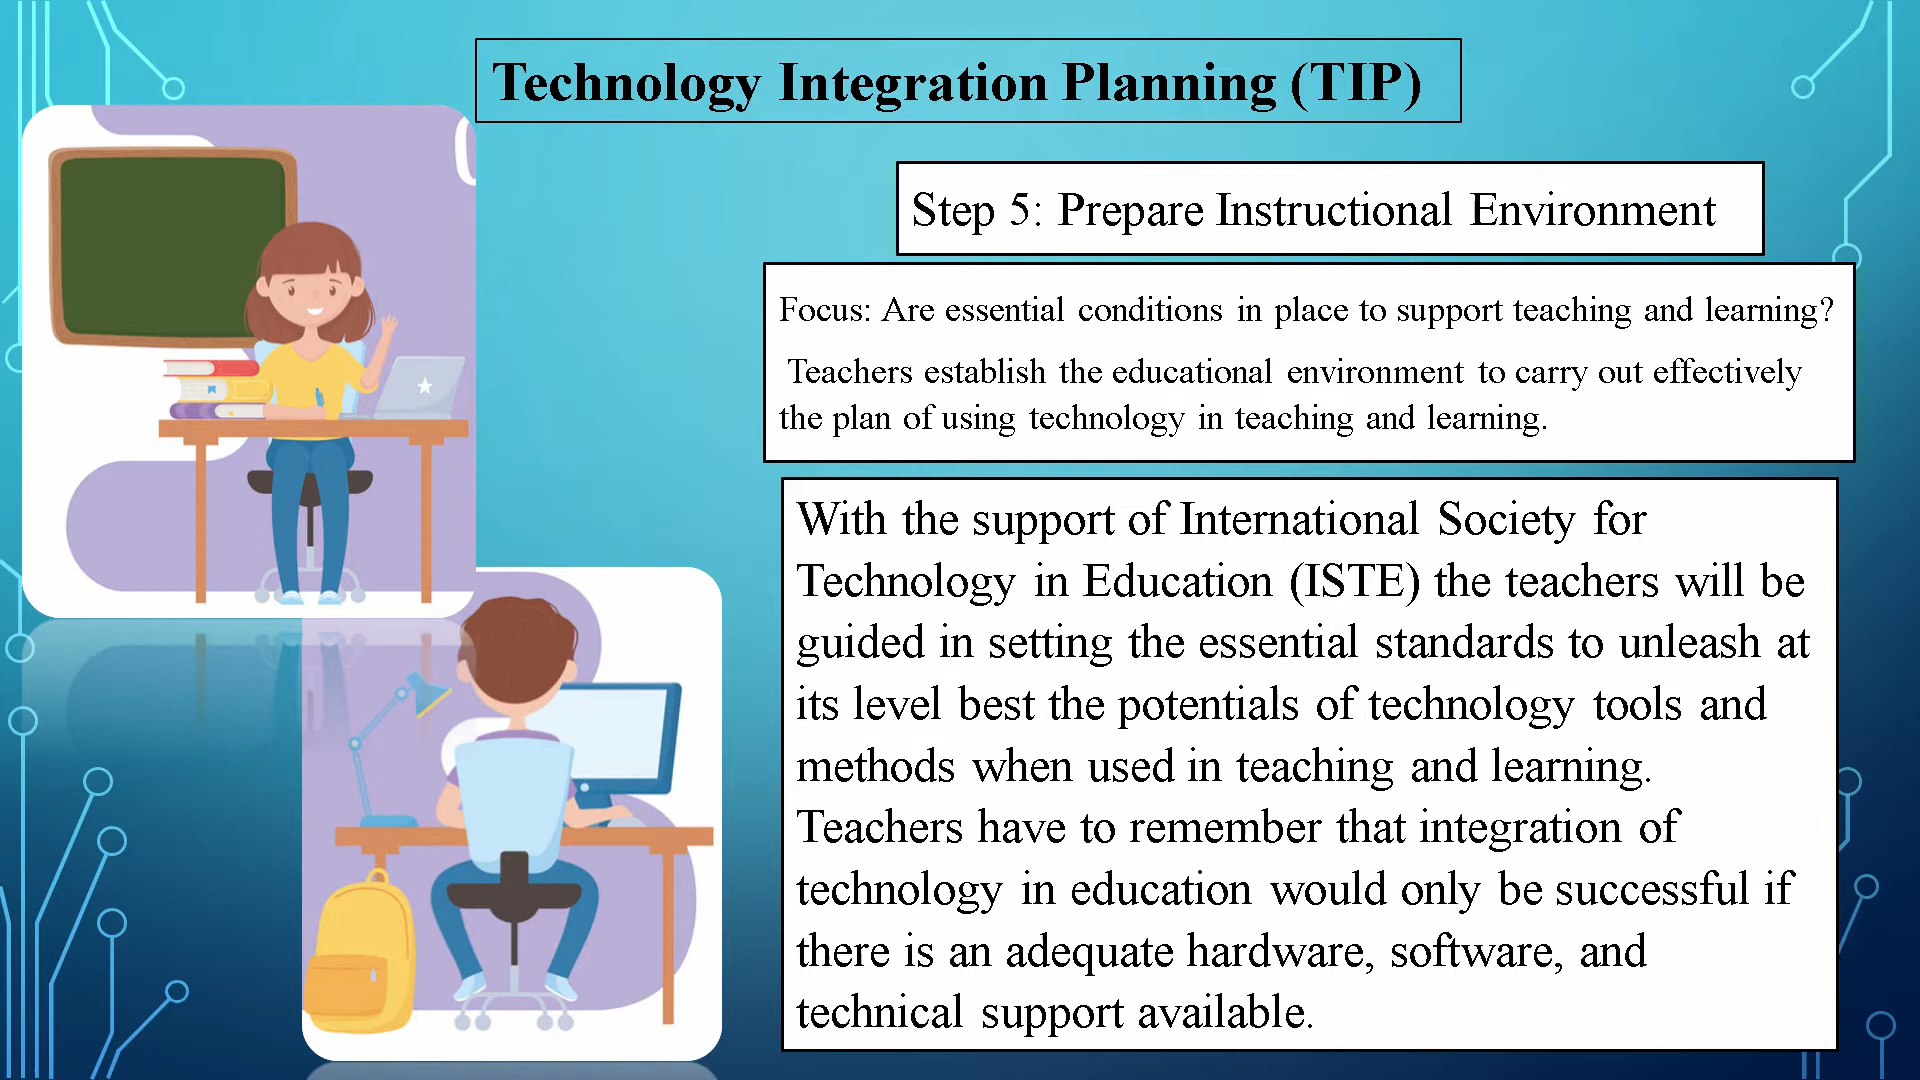 Technology Integration Planning (TIP)
Step 5: Prepare Instructional Environment
Focus: Are essential conditions in place to support teaching and learning?
Teachers establish the educational environment to carry out effectively
the plan of using technology in teaching and learning.
With the support of International Society for
Technology in Education (ISTE) the teachers will be
guided in setting the essential standards to unleash at
its level best the potentials of technology tools and
methods when used in teaching and learning.
Teachers have to remember that integration of
technology in education would only be successful if
there is an adequate hardware, software, and
technical support available.